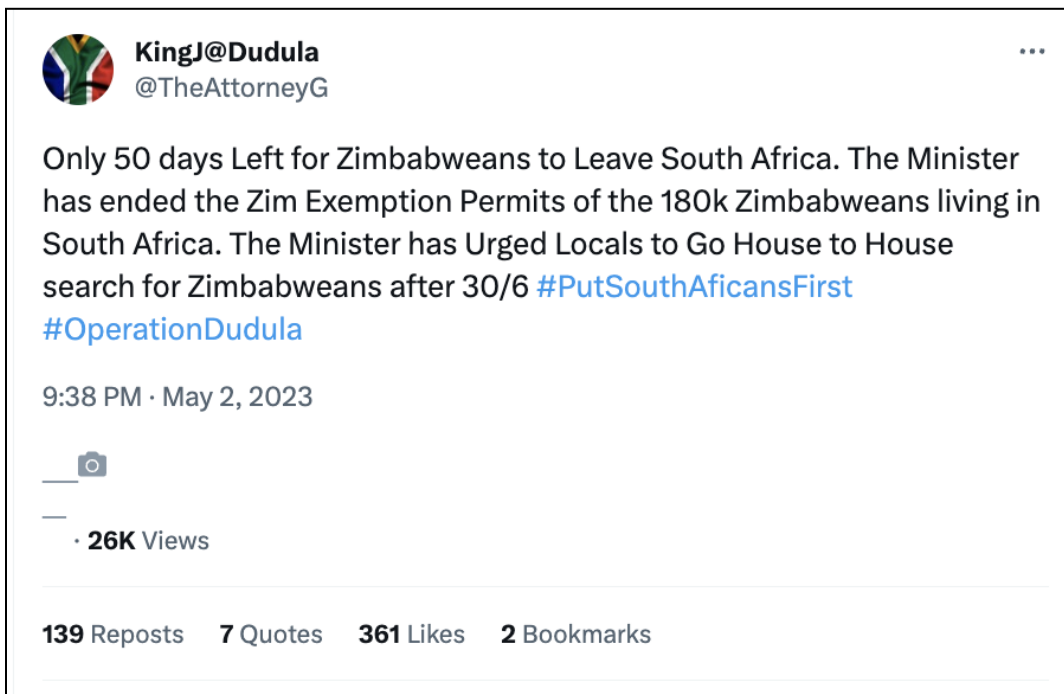 KingJ@Dudula
@TheAttorneyG
Only 50 days Left for Zimbabweans to Leave South Africa. The Minister
has ended the Zim Exemption Permits of the 180k Zimbabweans living in
South Africa. The Minister has Urged Locals to Go House to House
search for Zimbabweans after 30/6 #PutSouthAficansFirst
#OperationDudula
9:38 PM · May 2, 2023
· 26K Views
139 Reposts 7 Quotes 361 Likes 2 Bookmarks